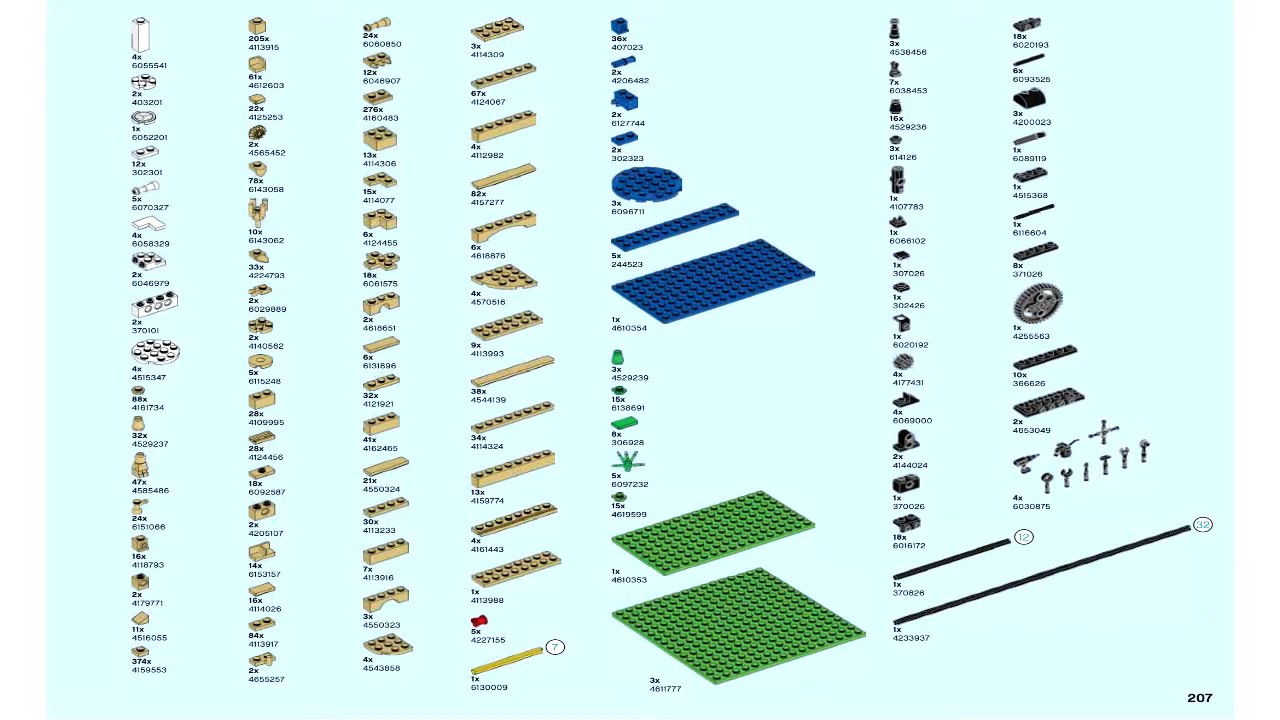 4x
6055541
2x
403201
1x
6052201
12x
302301
5x
6070327
4x
6058329
2x
6046979
2x
370101
4x
4515347
88x
4161734
32x
4529237
47x
4585486
24x
6151066
16x
4118793
2x
4179771
11x
4516055
374x
4159553
205x
4113915
61x
4612603
22x
4125253
2x
4565452
78x
6143058
10x
6143062
33x
4224793
2x
6029889
2x
4140562
5x
6115248
28x
4109995
28x
4124456
18x
6092587
2x
4205107
14x
6153157
16x
4114026
84x
4113917
2x
4655257
24x
6060850
12x
6046907
276x
4160483
13x
4114306
15x
4114077
6x
4124455
18x
6061575
2x
4618651
6x
6131896
32x
4121921
41x
4162465
21x
4550324
30x
4113233
7x
4113916
3x
4550323
4x
4543858
3x
4114309
67x
4124067
4x
4112982
82x
4157277
6x
4618876
4x
4570516
9x
4113993
38x
4544139
34x
4114324
13x
4159774
4x
4161443
1x
4113988
5x
4227155
7
1x
6130009
36x
407023
2x
4206482
2x
6127744
2x
302323
3x
6096711
5x
244523
1x
4610354
3x
4529239
15x
6138691
8x
306928
5x
6097232
15x
4619599
1x
4610353
3x
4611777
3x
4538456
7x
6038453
16x
4529236
3x
614126
1x
4107783
1x
6066102
1x
307026
1x
302426
1x
6020192
4x
4177431
4x
6069000
2x
4144024
1x
370026
18x
6016172
12
1x
370826
32
1x
4233937
18x
6020193
6x
6093525
3x
4200023
1x
6089119
1x
4515368
1x
6116604
8x
371026
1x
4255563
10x
366626
2x
4653049
4x
6030875
207